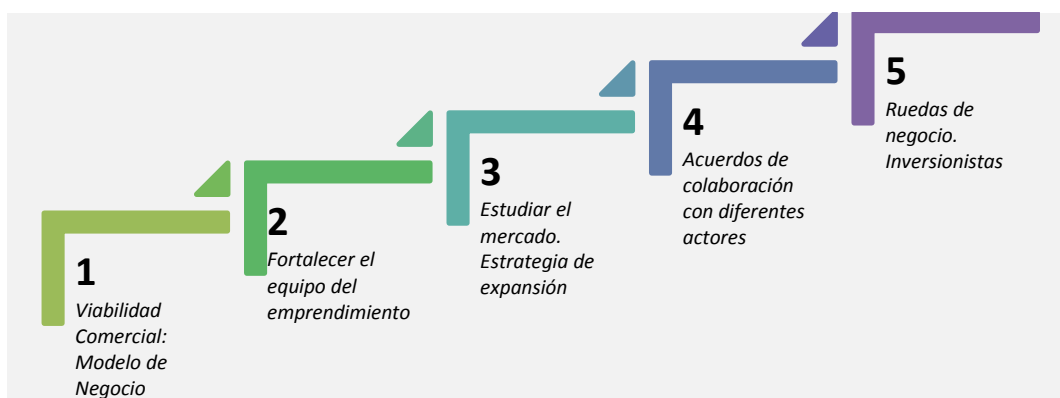 1
Viabilidad
Comercial:
Modelo de
Negocio
2
Fortalecer el
equipo del
emprendimiento
3
Estudiar el
mercado.
Estrategia de
expansión
4
Acuerdos de
colaboración
con diferentes
actores
5
Ruedas de
negocio.
Inversionistas